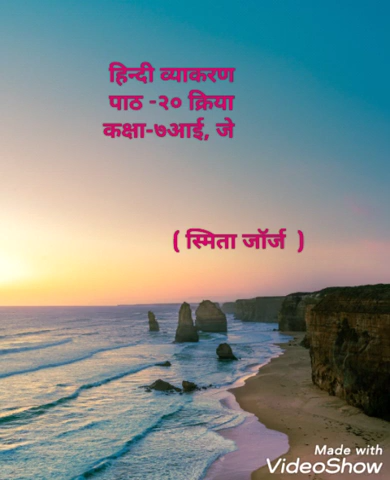 हिन्दी व्याकरण
पाठ -२० क्रिया
कक्षा-७आई, जे
( स्मिता जॉर्ज )
Made with
VideoShow